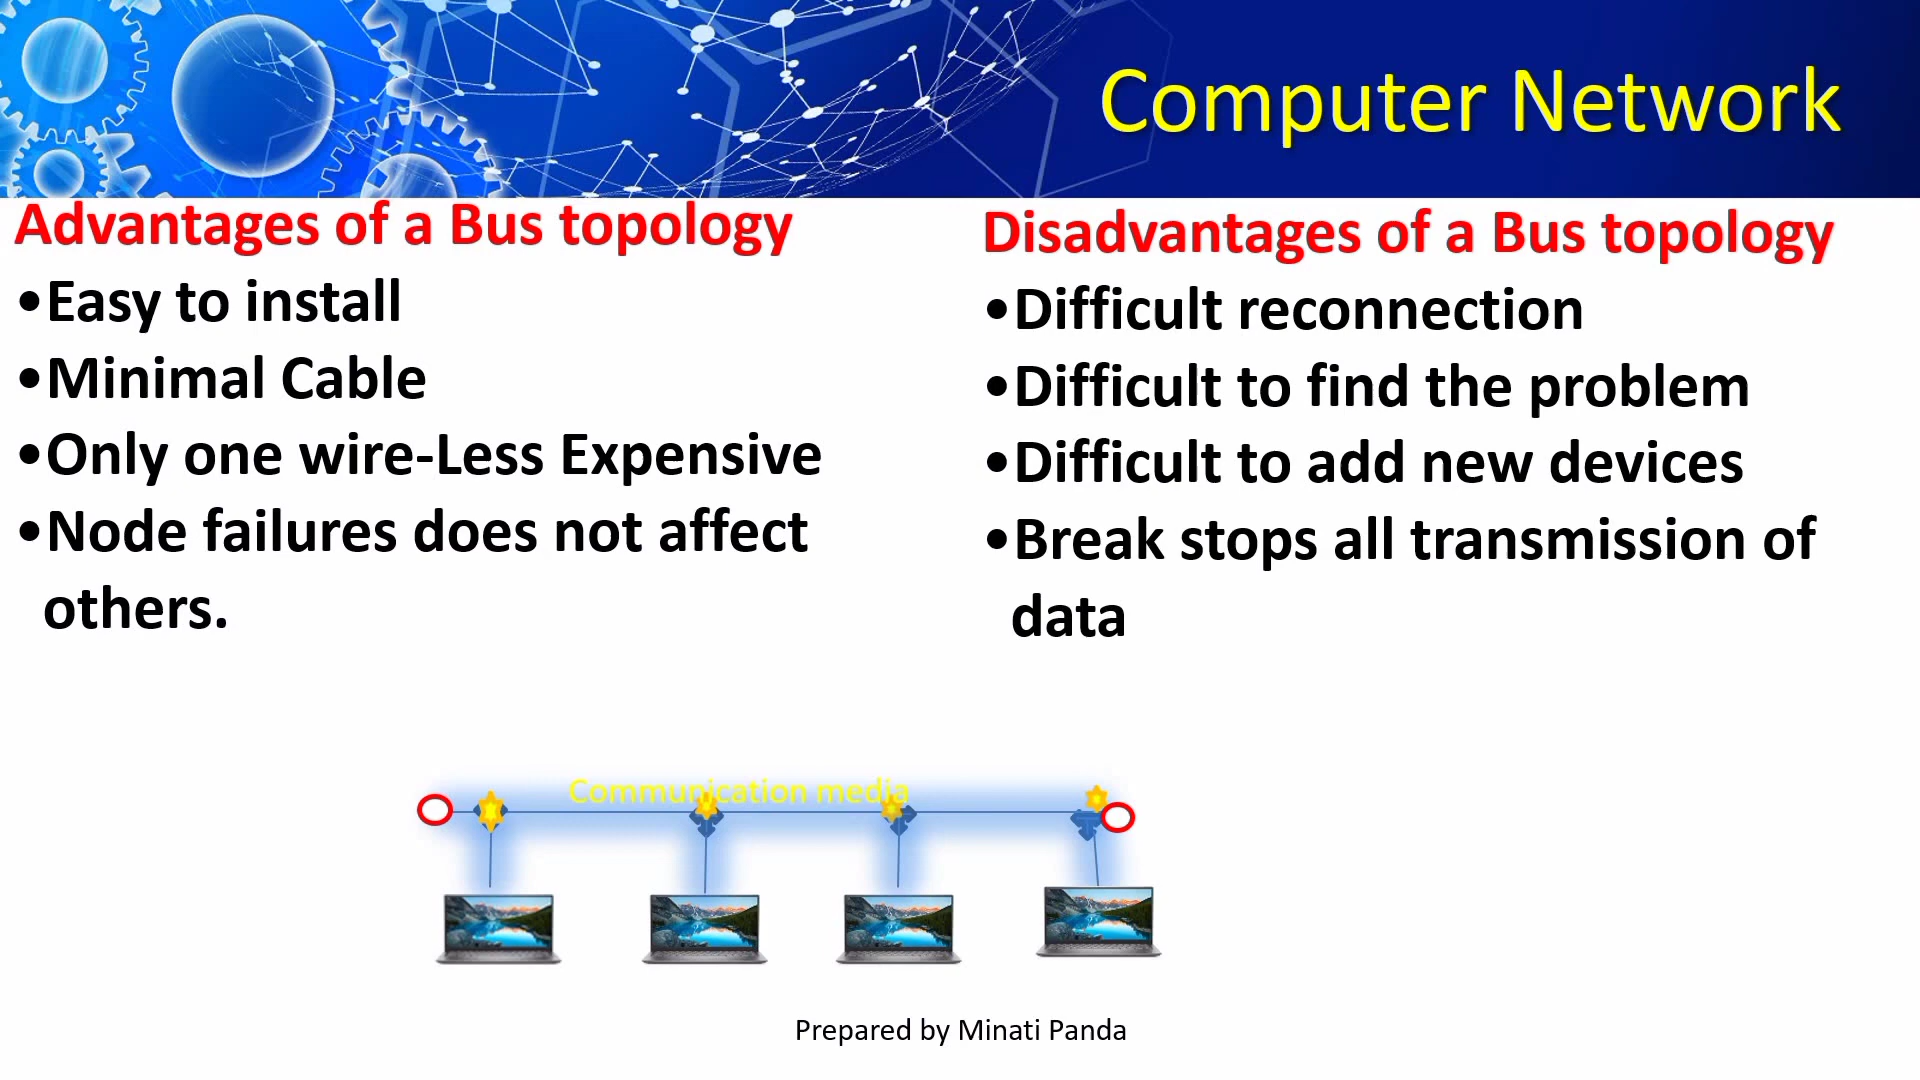 Computer Network
Advantages of a Bus topology
•Easy to install
•Minimal Cable
•Only one wire-Less Expensive
•Node failures does not affect
others.
Disadvantages of a Bus topology
•Difficult reconnection
•Difficult to find the problem
•Difficult to add new devices
•Break stops all transmission of
data
Communication media
Prepared by Minati Panda